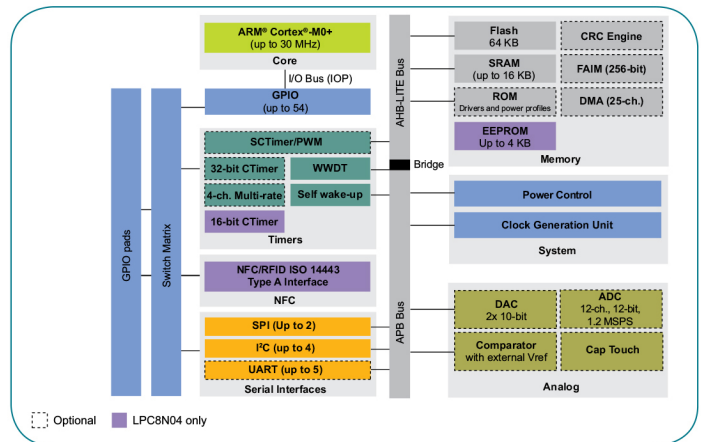 ARM® Cortex®-M0+
(up to 30 MHz)
Core
I/O Bus (IOP)
GPIO
(up to 54)
SCTimer/PWM
32-bit CTimer
WWDT
4-ch. Multi-rate
Self wake-up
16-bit CTimer
Timers
NFC/RFID ISO 14443
Type A Interface
NFC
SPI (Up to 2)
I²C (up to 4)
UART (up to 5)
Serial Interfaces
GPIO pads
Switch Matrix
AHB-LITE Bus
Bridge
APB Bus
Flash
64 KB
CRC Engine
SRAM
(up to 16 KB)
FAIM (256-bit)
ROM
Drivers and power profiles
DMA (25-ch.)
EEPROM
Up to 4 KB
Memory
Power Control
Clock Generation Unit
System
DAC
2x 10-bit
ADC
12-ch., 12-bit,
1.2 MSPS
Comparator
with external Vref
Cap Touch
Analog
Optional
LPC8N04 only